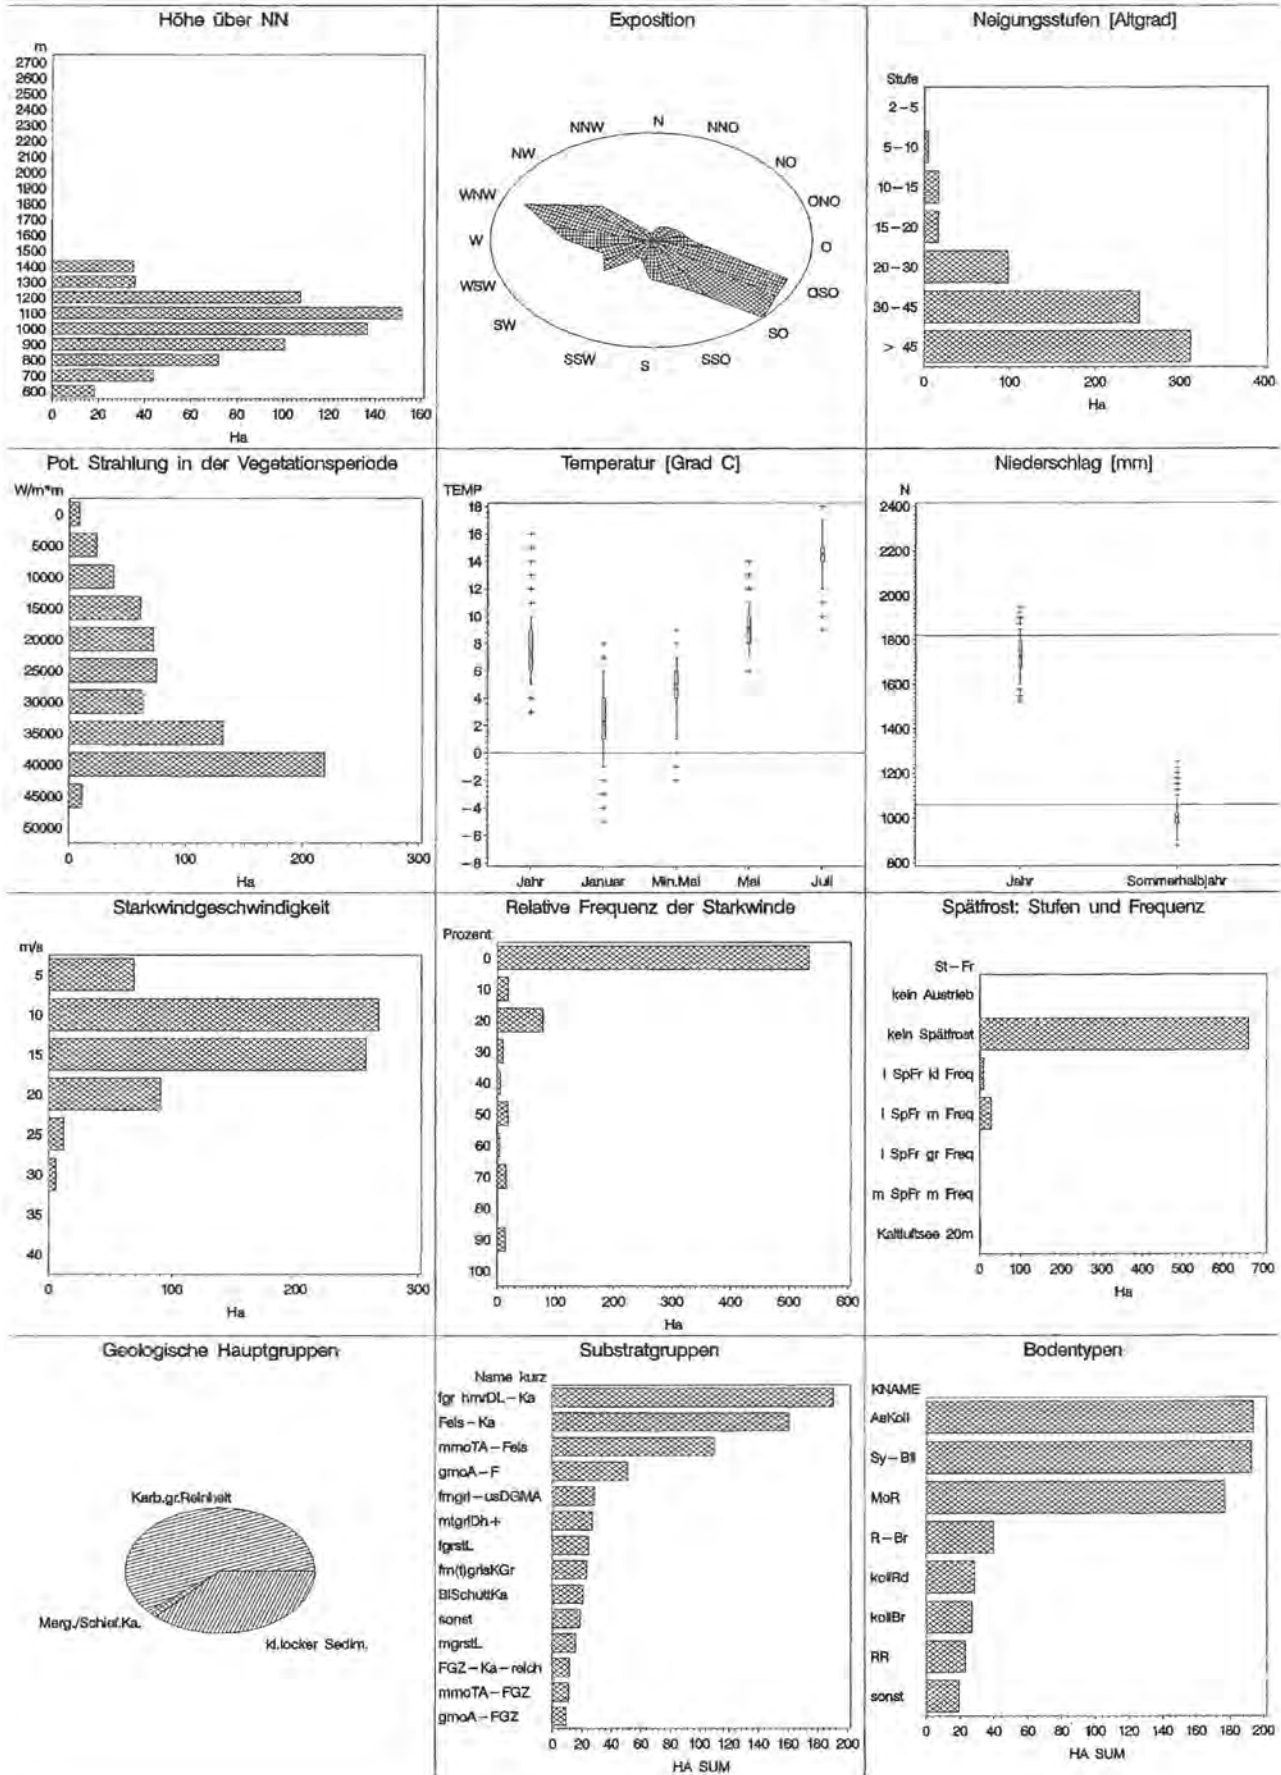 Höhe über NN
m
2700
2600
2500
2400
2300
2200
2100
2000
1900
1800
1700
1600
1500
1400
1300
1200
1100
1000
900
800
700
600
0 20 40 60 80 100 120 140 160
Ha
Exposition
N
NNO
NO
ONO
O
OSO
SO
SSO
S
SSW
SW
WSW
W
WNW
NW
NNW
Neigungsstufen [Altgrad]
Stufe
2-5
5-10
10-15
15-20
20-30
30-45
> 45
0 100 200 300 400
Ha
Pot. Strahlung in der Vegetationsperiode
W/m*m
0
5000
10000
15000
20000
25000
30000
35000
40000
45000
50000
0 100 200 300
Ha
Temperatur [Grad C]
TEMP
18
16
14
12
10
8
6
4
2
0
-2
-4
-6
-8
Jahr Januar Min.Mai Mai Juli
Niederschlag [mm]
N
2400
2200
2000
1800
1600
1400
1200
1000
800
Jahr Sommerhalbjahr
Starkwindgeschwindigkeit
m/s
5
10
15
20
25
30
35
40
0 100 200 300
Ha
Relative Frequenz der Starkwinde
Prozent
0
10
20
30
40
50
60
70
80
90
100
0 100 200 300 400 500 600
Ha
Spätfrost: Stufen und Frequenz
St-Fr
kein Austrieb
kein Spätfrost
l SpFr kl Freq
l SpFr m Freq
l SpFr gr Freq
m SpFr m Freq
Kaltluftsee 20m
0 100 200 300 400 500 600 700
Ha
Geologische Hauptgruppen
Karb.gr.Reinheit
Merg./Schief.Ka.
kl.locker Sedim.
Substratgruppen
Name kurz
fgr hmvDL-Ka
Fels-Ka
mmoTA-Fels
gmoA-F
fmgrl-usDGMA
mtgrlDh+
fgrstL
fm(t)grlsKGr
BlSchuttKa
sonst
mgrstL
FGZ-Ka-reich
mmoTA-FGZ
gmoA-FGZ
0 20 40 60 80 100 120 140 160 180 200
HA SUM
Bodentypen
KNAME
AeKoll
Sy-Bll
MoR
R-Br
kollRd
kollBr
RR
sonst
0 20 40 60 80 100 120 140 160 180 200
HA SUM